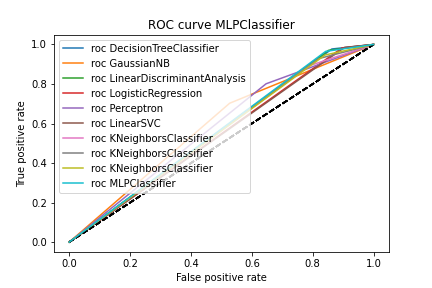 ROC curve MLPClassifier
1.0
0.8
0.6
0.4
0.2
0.0
True positive rate
roc DecisionTreeClassifier
roc GaussianNB
roc LinearDiscriminantAnalysis
roc LogisticRegression
roc Perceptron
roc LinearSVC
roc KNeighborsClassifier
roc KNeighborsClassifier
roc KNeighborsClassifier
roc MLPClassifier
0.0 0.2 0.4 0.6 0.8 1.0
False positive rate